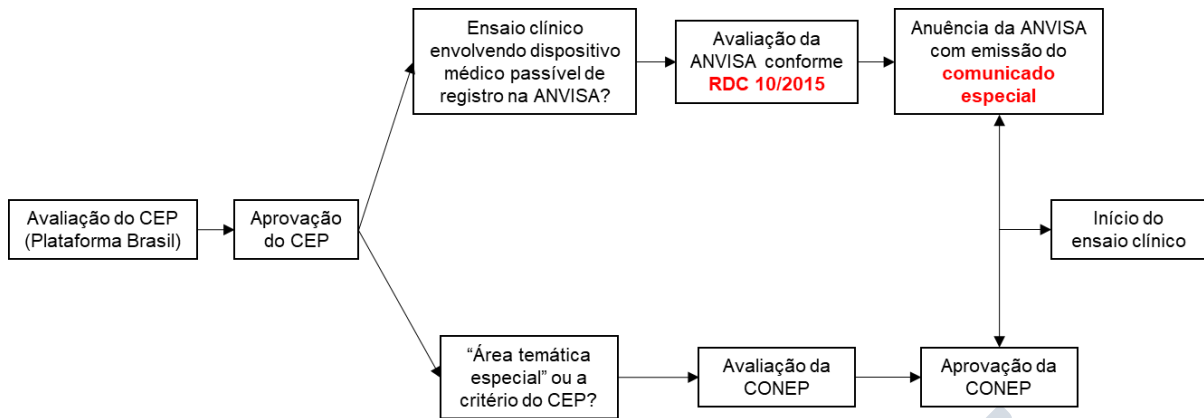 Ensaio clínico
envolvendo dispositivo
médico passível de
registro na ANVISA?
Avaliação da
ANVISA conforme
RDC 10/2015
Anuência da ANVISA
com emissão do
comunicado
especial
Avaliação do CEP
(Plataforma Brasil)
Aprovação
do CEP
Início do
ensaio clínico
“Área temática
especial” ou a
critério do CEP?
Avaliação da
CONEP
Aprovação da
CONEP